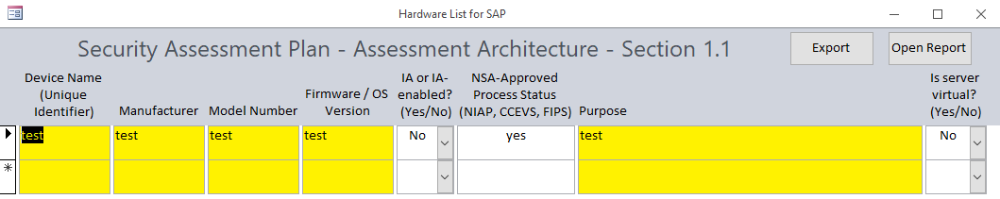 Hardware List for SAP
Security Assessment Plan - Assessment Architecture - Section 1.1
Export
Open Report
Device Name
(Unique
Identifier)
Manufacturer
Model Number
Firmware / OS
Version
IA or IA-
enabled?
(Yes/No)
NSA-Approved
Process Status
(NIAP, CCEVS, FIPS)
Purpose
Is server
virtual?
(Yes/No)
test
test
test
test
No
yes
test
No